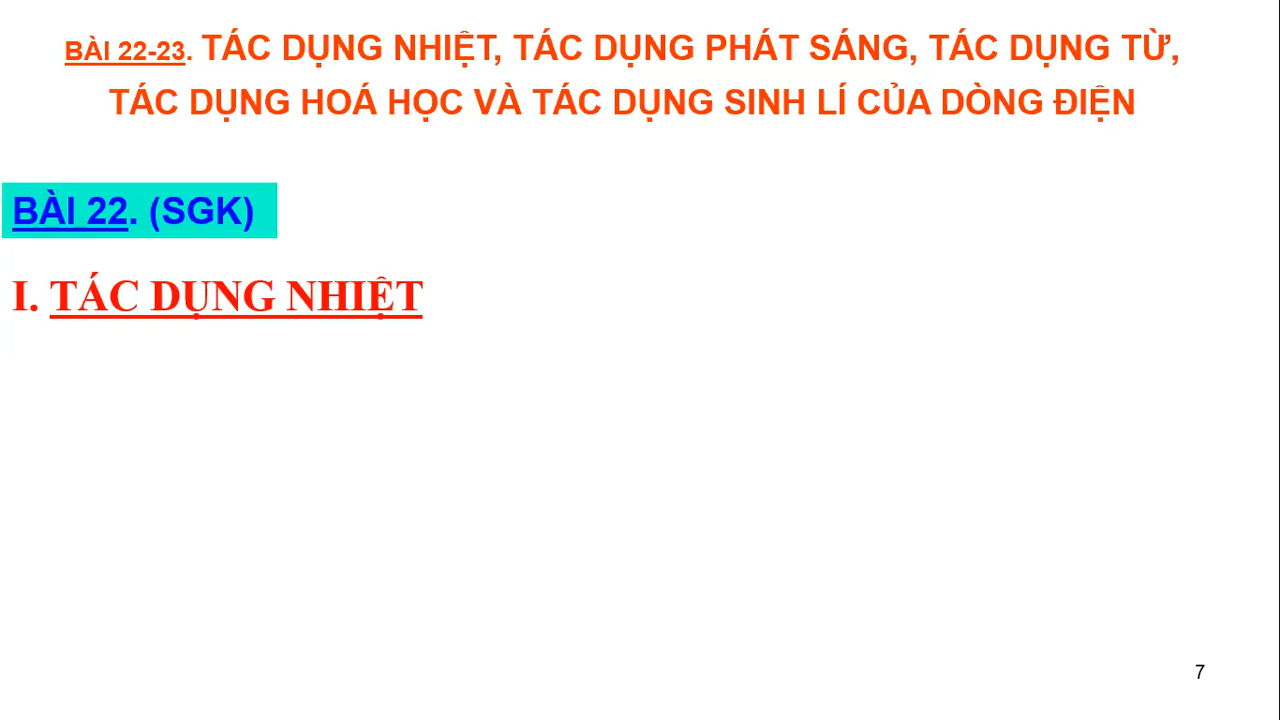 BÀI 22-23. TÁC DỤNG NHIỆT, TÁC DỤNG PHÁT SÁNG, TÁC DỤNG TỪ,
TÁC DỤNG HOÁ HỌC VÀ TÁC DỤNG SINH LÍ CỦA DÒNG ĐIỆN
BÀI 22. (SGK)
I. TÁC DỤNG NHIỆT
7